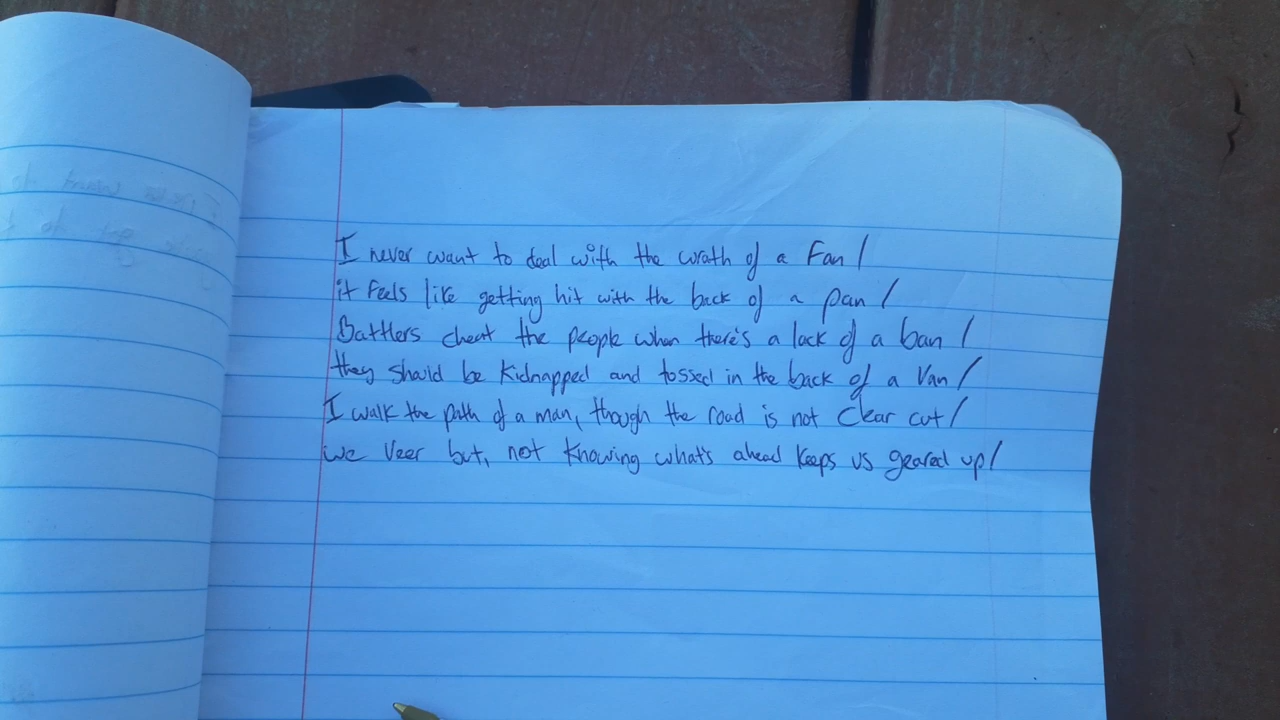 I never want to deal with the wrath of a Fan /
it feels like getting hit with the back of a pan /
Battlers cheat the people when there's a lack of a ban /
they should be Kidnapped and tossed in the back of a Van /
I walk the path of a man, though the road is not Clear cut /
we Veer but, not Knowing what's ahead Keeps us geared up /